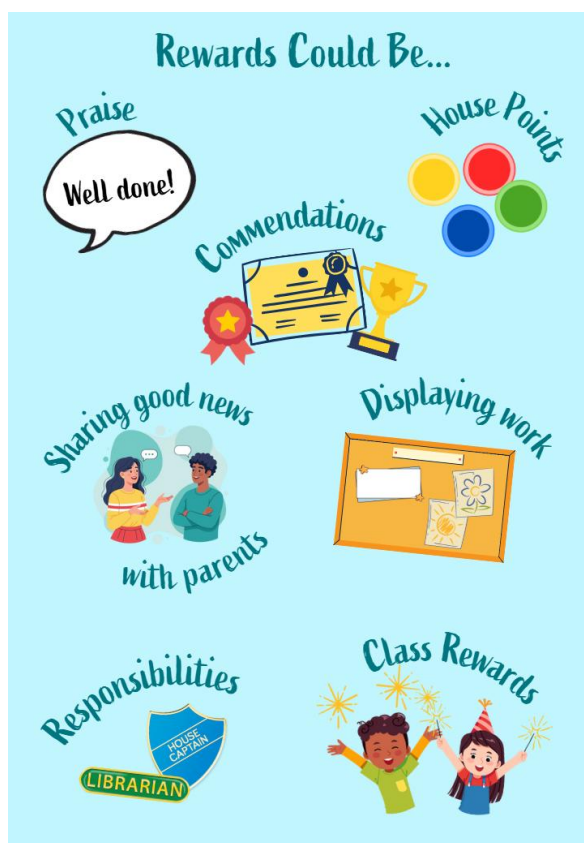 Rewards Could Be...
Praise
Well done!
House Points
Commendations
Sharing good news
with parents
Displaying work
Responsibilities
HOUSE
CAPTAIN
LIBRARIAN
Class Rewards